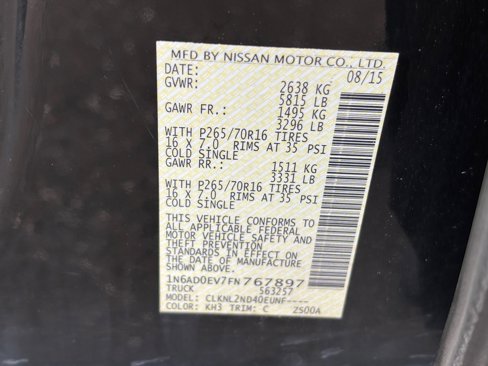 MFD BY NISSAN MOTOR CO., LTD.
DATE: 08/15
GVWR: 2638 KG
5815 LB
GAWR FR.: 1495 KG
3296 LB
WITH P265/70R16 TIRES
16 X 7.0 RIMS AT 35 PSI
COLD SINGLE
GAWR RR.: 1511 KG
3331 LB
WITH P265/70R16 TIRES
16 X 7.0 RIMS AT 35 PSI
COLD SINGLE
THIS VEHICLE CONFORMS TO
ALL APPLICABLE FEDERAL
MOTOR VEHICLE SAFETY AND
THEFT PREVENTION
STANDARDS IN EFFECT ON
THE DATE OF MANUFACTURE
SHOWN ABOVE.
1N6AD0EV7FN767897
TRUCK 563257
MODEL: CLKNL2ND40EUNF----
COLOR: KH3 TRIM: C 2S00A